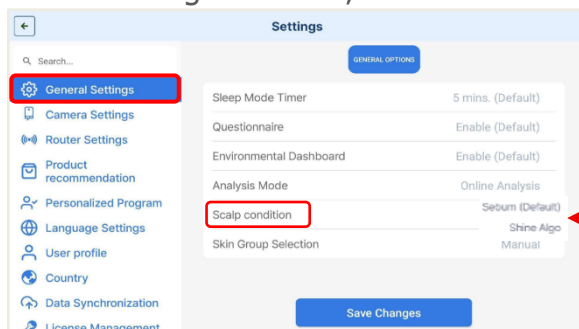 Settings
Search...
GENERAL OPTIONS
General Settings
Camera Settings
Router Settings
Product
recommendation
Personalized Program
Language Settings
User profile
Country
Data Synchronization
License Management
Sleep Mode Timer 5 mins. (Default)
Questionnaire Enable (Default)
Environmental Dashboard Enable (Default)
Analysis Mode Online Analysis
Scalp condition Sebum (Default)
Shine Algo
Skin Group Selection Manual
Save Changes